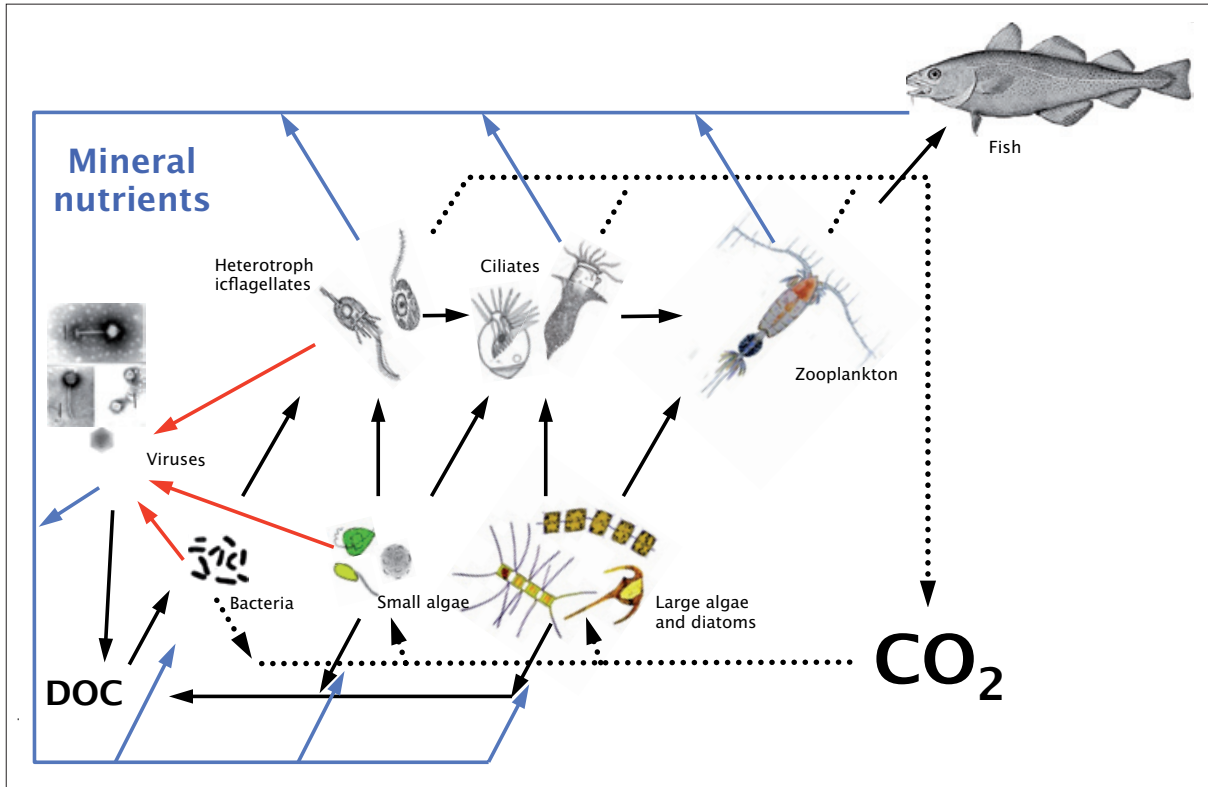 Fish
Mineral
nutrients
Heterotroph
icflagellates
Ciliates
Zooplankton
Viruses
Bacteria
Small algae
Large algae
and diatoms
DOC
CO₂